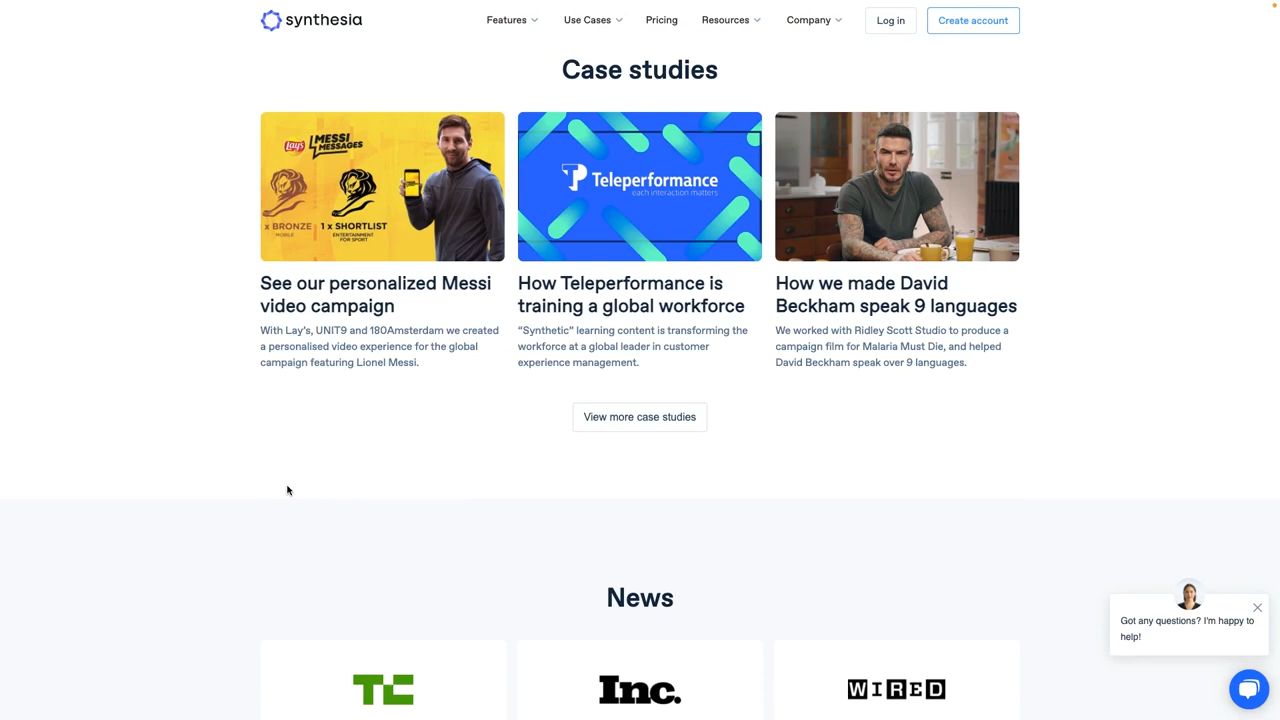 synthesia
Features
Use Cases
Pricing
Resources
Company
Log in
Create account
Case studies
Lay's MESSI
MESSAGES
x BRONZE
MOBILE
1 x SHORTLIST
ENTERTAINMENT
FOR SPORT
Teleperformance
each interaction matters
See our personalized Messi
video campaign
With Lay's, UNIT9 and 180Amsterdam we created
a personalised video experience for the global
campaign featuring Lionel Messi.
How Teleperformance is
training a global workforce
“Synthetic” learning content is transforming the
workforce at a global leader in customer
experience management.
How we made David
Beckham speak 9 languages
We worked with Ridley Scott Studio to produce a
campaign film for Malaria Must Die, and helped
David Beckham speak over 9 languages.
View more case studies
News
TC
Inc.
WIRED
Got any questions? I'm happy to
help!